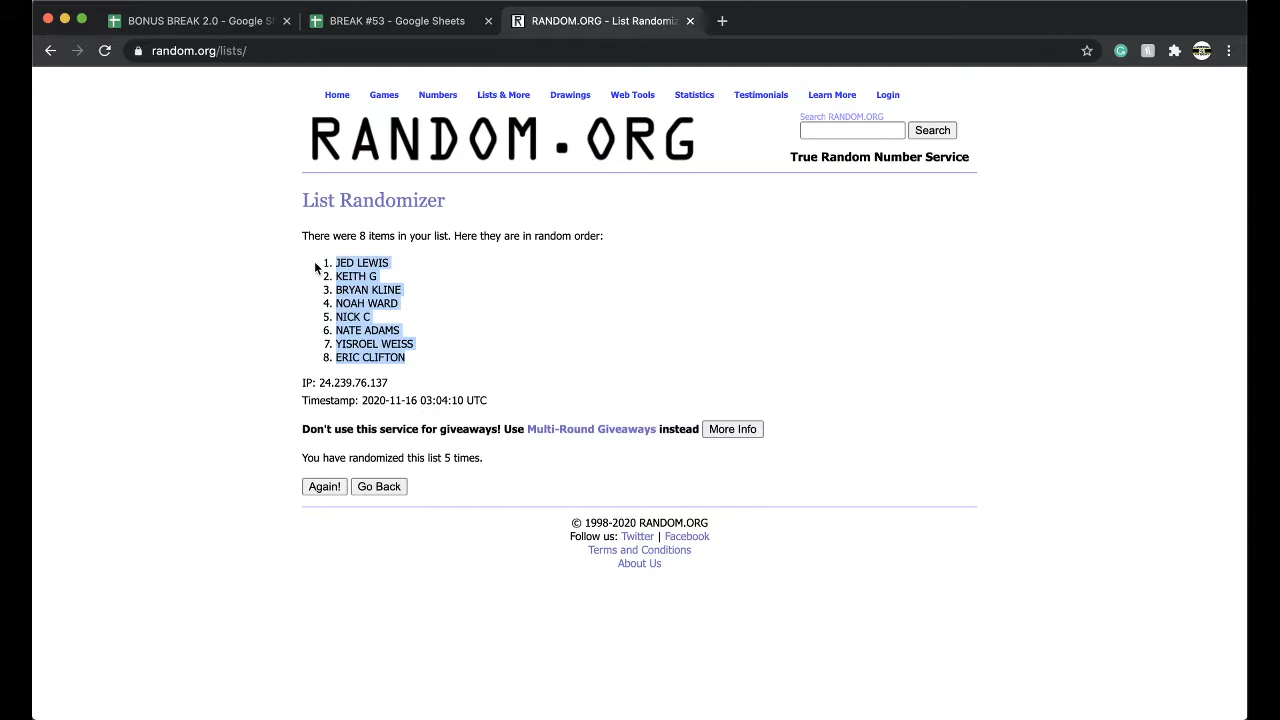 BONUS BREAK 2.0 - Google S
BREAK #53 - Google Sheets
RANDOM.ORG - List Randomiz
random.org/lists/
Home Games Numbers Lists & More Drawings Web Tools Statistics Testimonials Learn More Login
RANDOM.ORG
Search RANDOM.ORG
Search
True Random Number Service
List Randomizer
There were 8 items in your list. Here they are in random order:
1. JED LEWIS
2. KEITH G
3. BRYAN KLINE
4. NOAH WARD
5. NICK C
6. NATE ADAMS
7. YISROEL WEISS
8. ERIC CLIFTON
IP: 24.239.76.137
Timestamp: 2020-11-16 03:04:10 UTC
Don't use this service for giveaways! Use Multi-Round Giveaways instead More Info
You have randomized this list 5 times.
Again! Go Back
© 1998-2020 RANDOM.ORG
Follow us: Twitter | Facebook
Terms and Conditions
About Us